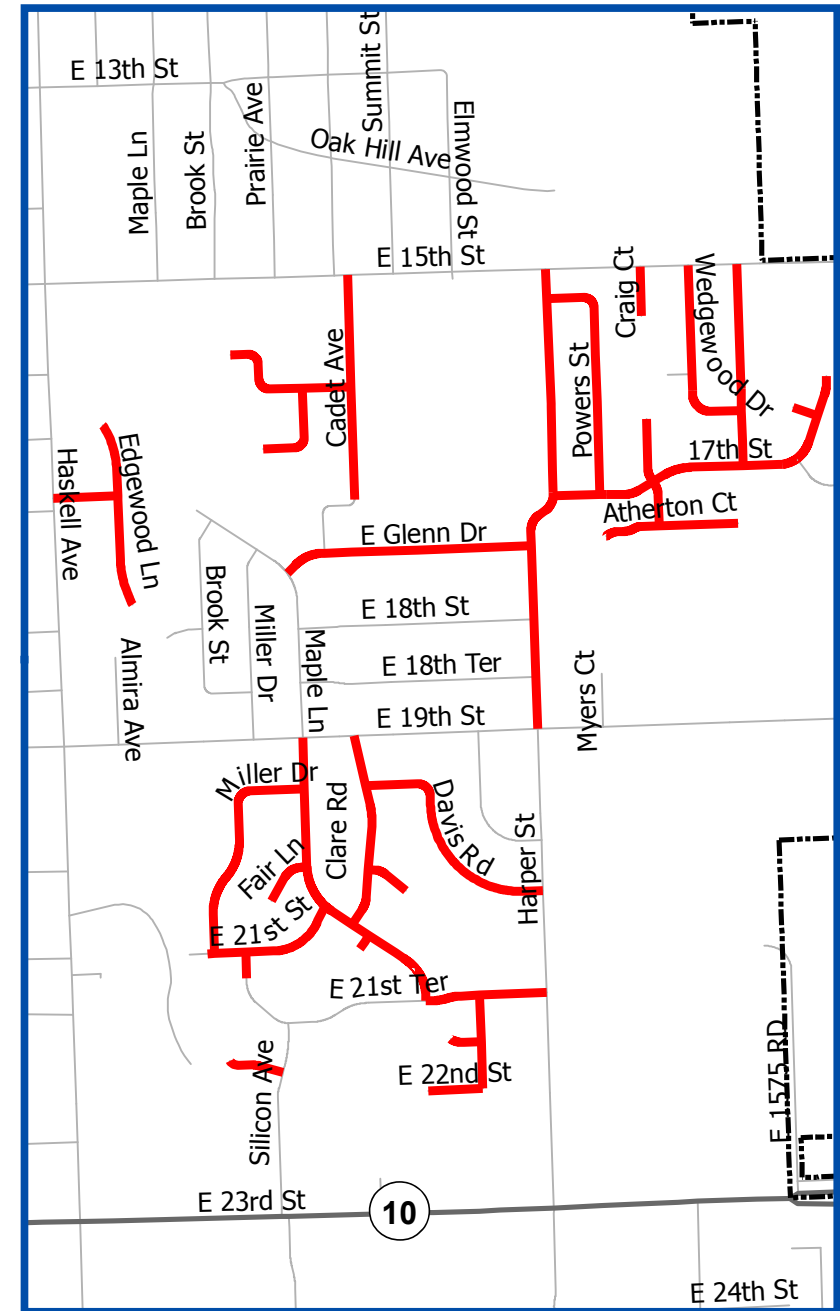 E 13th St
Summit St
Maple Ln
Brook St
Prairie Ave
Oak Hill Ave
Elmwood St
E 15th St
Craig Ct
Wedgewood Dr
Cadet Ave
Powers St
17th St
Haskell Ave
Edgewood Ln
Atherton Ct
E Glenn Dr
Brook St
Miller Dr
E 18th St
Almira Ave
Maple Ln
E 18th Ter
Myers Ct
E 19th St
Miller Dr
Clare Rd
Davis Rd
Fair Ln
Harper St
E 21st St
E 21st Ter
E 1575 RD
Silicon Ave
E 22nd St
E 23rd St
10
E 24th St